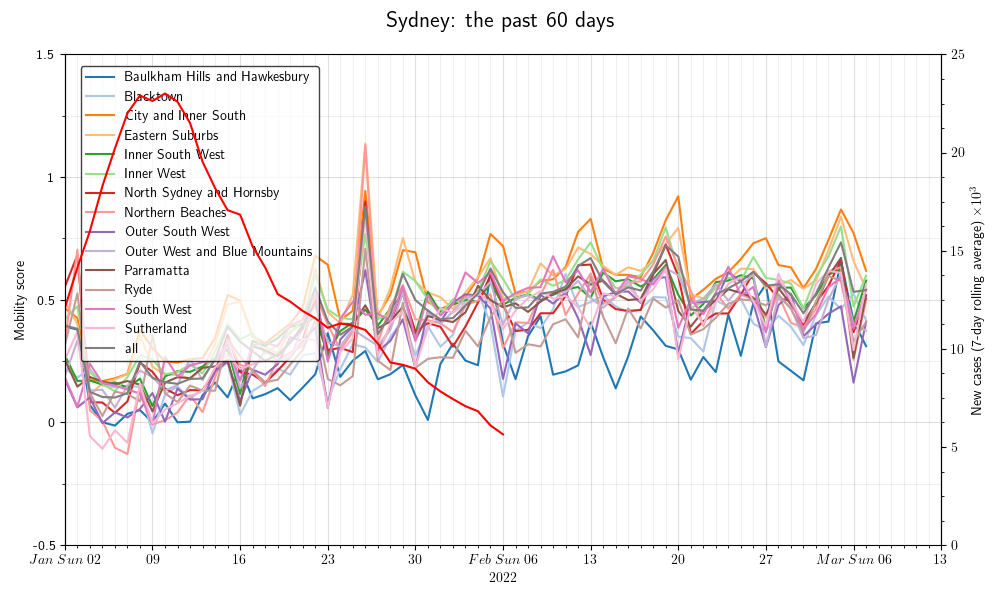 Sydney: the past 60 days
1.5
1
0.5
0
-0.5
Mobility score
25
20
15
10
5
0
New cases (7-day rolling average) ×10³
Baulkham Hills and Hawkesbury
Blacktown
City and Inner South
Eastern Suburbs
Inner South West
Inner West
North Sydney and Hornsby
Northern Beaches
Outer South West
Outer West and Blue Mountains
Parramatta
Ryde
South West
Sutherland
all
Jan Sun 02 09 16 23 30 Feb Sun 06 13 20 27 Mar Sun 06 13
2022